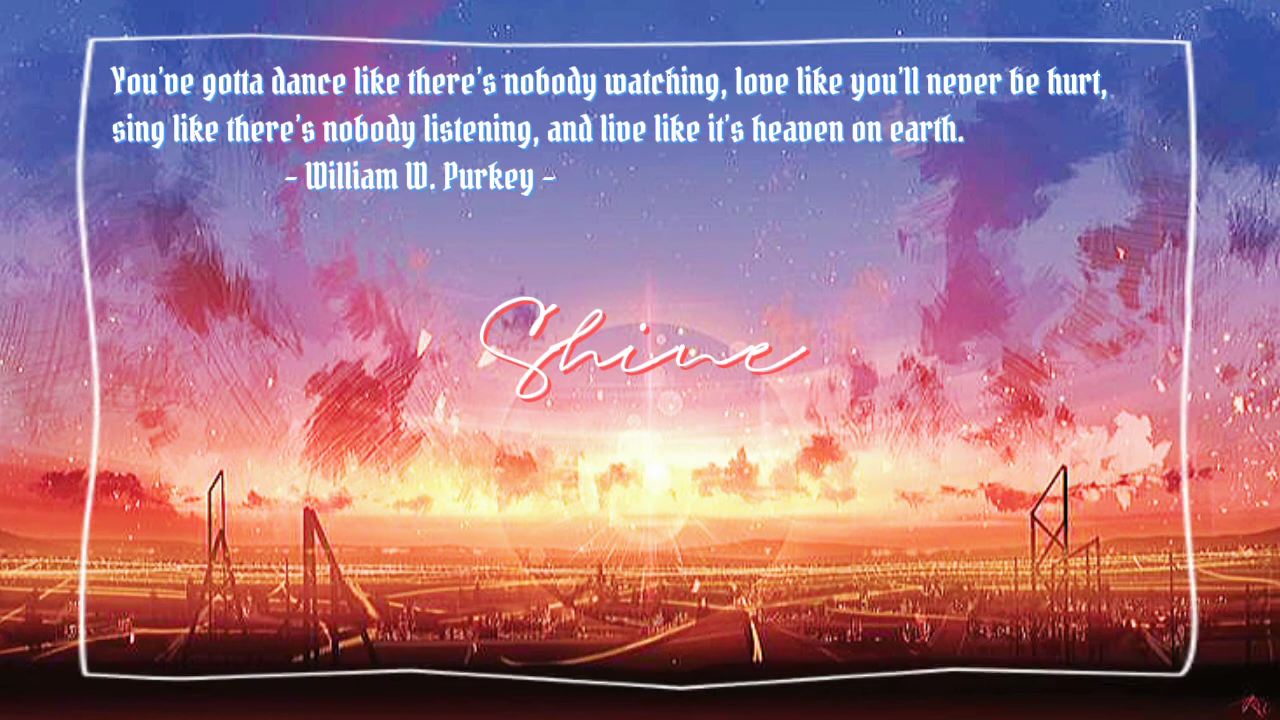 You've gotta dance like there's nobody watching, love like you'll never be hurt,
sing like there's nobody listening, and live like it's heaven on earth.
- William W. Purkey -
Shine